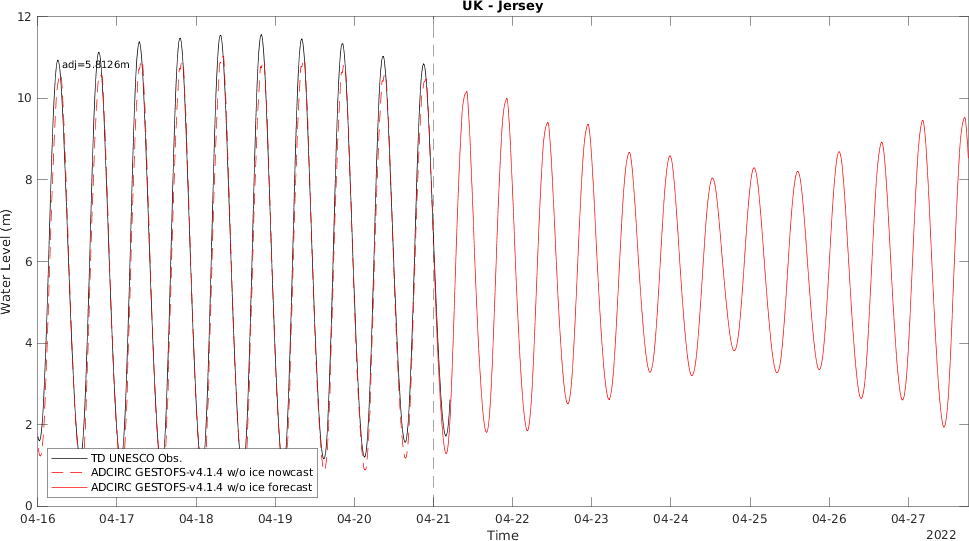 UK - Jersey
12
10
8
6
4
2
0
Water Level (m)
adj=5.8126m
TD UNESCO Obs.
ADCIRC GESTOFS-v4.1.4 w/o ice nowcast
ADCIRC GESTOFS-v4.1.4 w/o ice forecast
04-16 04-17 04-18 04-19 04-20 04-21 04-22 04-23 04-24 04-25 04-26 04-27
Time
2022